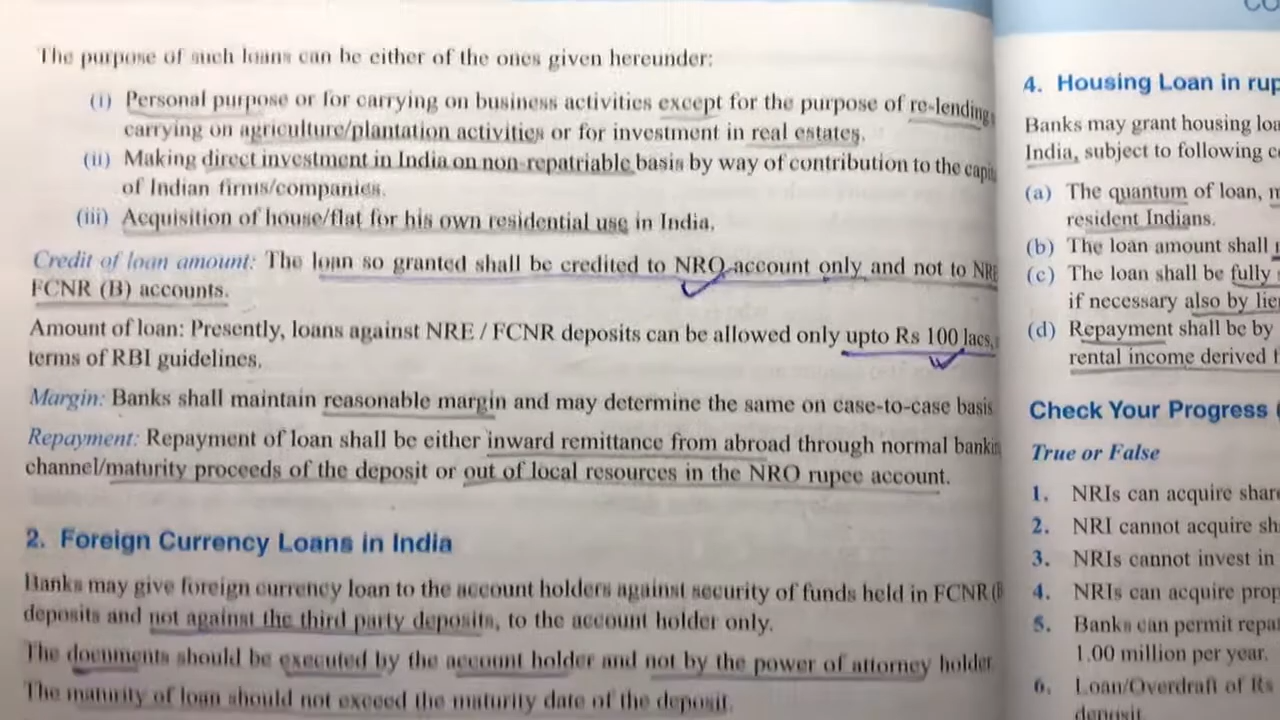 The purpose of such loans can be either of the ones given hereunder:
(i) Personal purpose or for carrying on business activities except for the purpose of re-lending
carrying on agriculture/plantation activities or for investment in real estates.
(ii) Making direct investment in India on non-repatriable basis by way of contribution to the
of Indian firms/companies.
(iii) Acquisition of house/flat for his own residential use in India.
Credit of loan amount: The loan so granted shall be credited to NRO account only and not to
FCNR (B) accounts.
Amount of loan: Presently, loans against NRE / FCNR deposits can be allowed only upto Rs 100 lacs,
terms of RBI guidelines.
Margin: Banks shall maintain reasonable margin and may determine the same on case-to-case basis
Repayment: Repayment of loan shall be either inward remittance from abroad through normal
channel/maturity proceeds of the deposit or out of local resources in the NRO rupee account.
2. Foreign Currency Loans in India
Banks may give foreign currency loan to the account holders against security of funds held in FCNR
deposits and not against the third party deposits, to the account holder only.
The documents should be executed by the account holder and not by the power of attorney holder
The maturity of loan should not exceed the maturity date of the deposit.
4. Housing Loan in
Banks may grant housing
India, subject to following
(a) The quantum of loan,
resident Indians.
(b) The loan amount shall
(c) The loan shall be fully
if necessary also by
(d) Repayment shall be by
rental income derived
Check Your Progress
True or False
1. NRIs can acquire
2. NRI cannot acquire
3. NRIs cannot invest in
4. NRIs can acquire
5. Banks can permit
1.00 million per year.
6. Loan/Overdraft of Rs
deposit